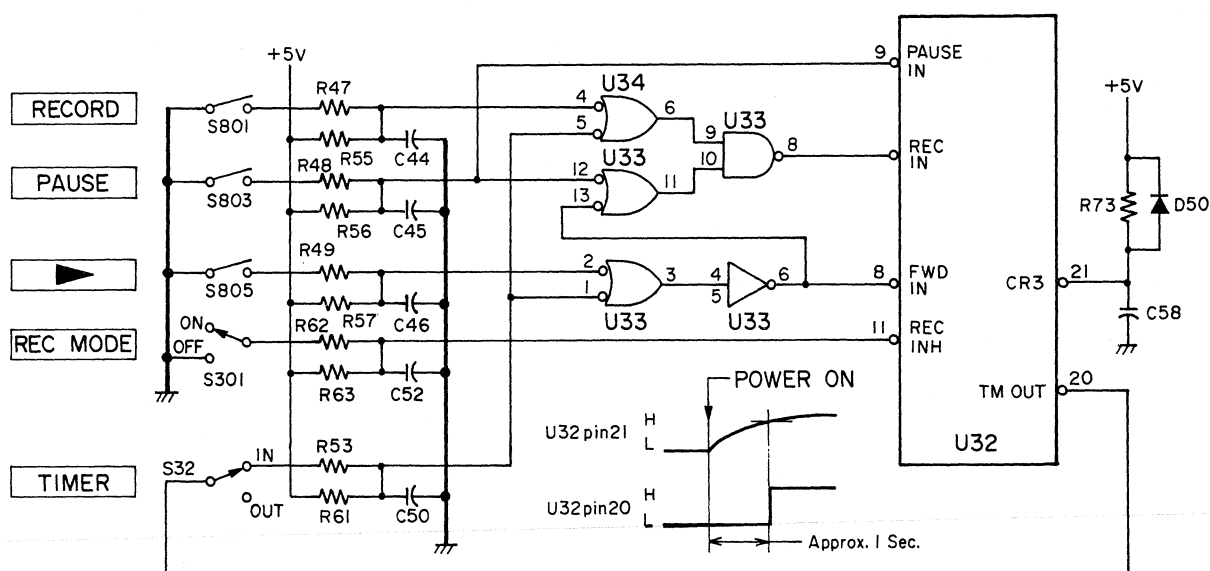 +5V
9 PAUSE IN
R47
U34
RECORD
4
6
+5V
S801
5
9 U33
R55 C44
8
REC IN
R48
U33
10
PAUSE
12
11
S803
13
R73 D50
R56 C45
R49
2
3
4
6
8 FWD IN
CR3 21
S805
1
5
R57 C46
U33
U33
C58
ON
R62
11 REC INH
REC MODE
OFF
S301
R63 C52
POWER ON
TM OUT 20
U32pin21 H
L
U32
S32
IN
R53
TIMER
OUT
R61
C50
U32pin20 H
L
Approx. 1 Sec.